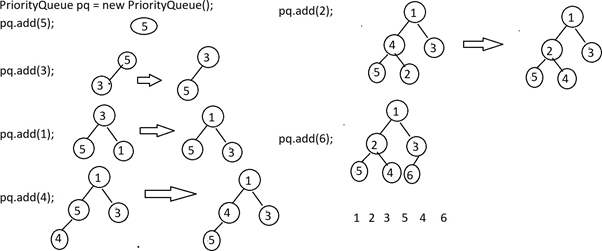 PriorityQueue pq = new PriorityQueue();
pq.add(5);
5
pq.add(3);
5
3
3
5
pq.add(1);
3
5 1
1
5 3
pq.add(4);
1
5 3
4
1
4 3
5
pq.add(2);
1
4 3
5 2
1
2 3
5 4
pq.add(6);
1
2 3
5 4 6
1 2 3 5 4 6